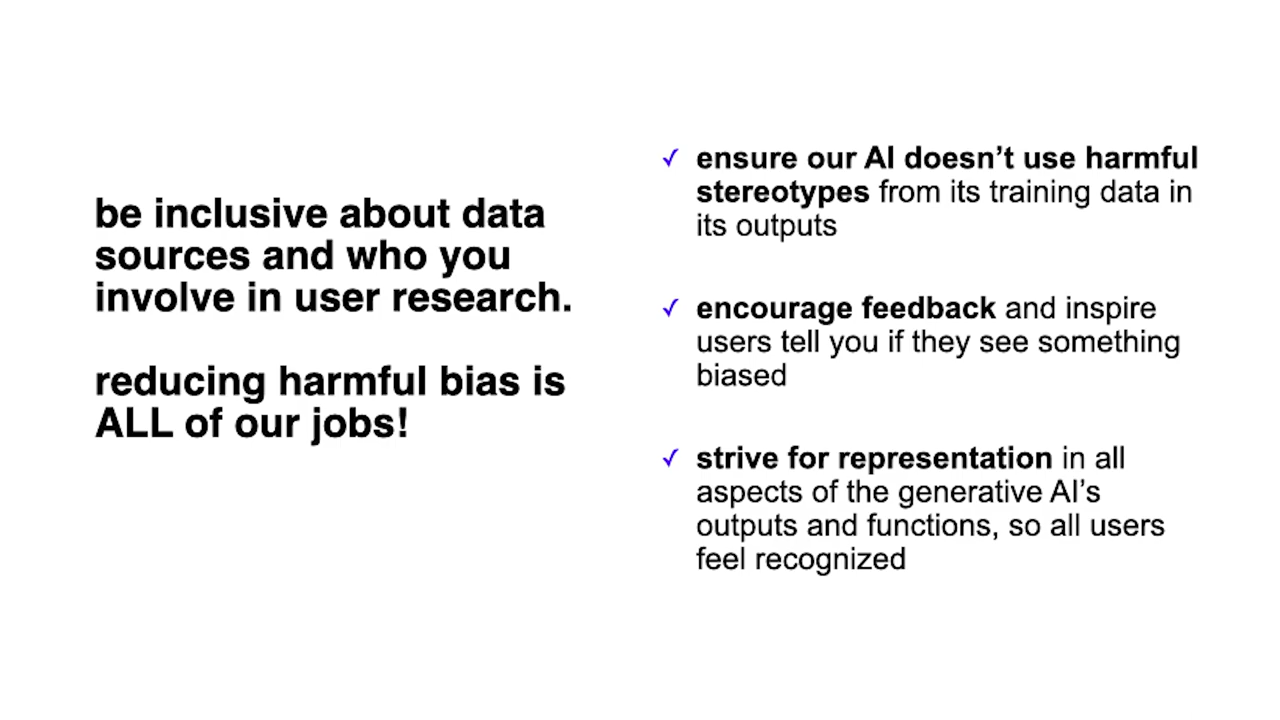 be inclusive about data
sources and who you
involve in user research.
reducing harmful bias is
ALL of our jobs!
✓ ensure our AI doesn’t use harmful
stereotypes from its training data in
its outputs
✓ encourage feedback and inspire
users tell you if they see something
biased
✓ strive for representation in all
aspects of the generative AI’s
outputs and functions, so all users
feel recognized